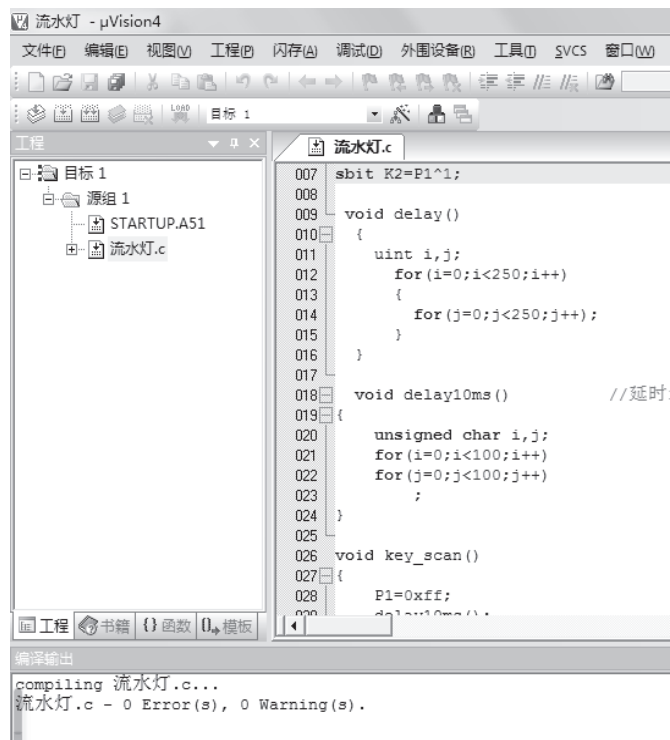 流水灯 - μVision4
文件(F) 编辑(E) 视图(V) 工程(P) 闪存(A) 调试(D) 外围设备(R) 工具(T) SVCS 窗口(W)
LOAD 目标 1
工程
目标 1
源组 1
STARTUP.A51
流水灯.c
工程 书籍 {} 函数 0→模板
流水灯.c
007 sbit K2=P1^1;
008
009 void delay()
010 {
011 uint i,j;
012 for(i=0;i<250;i++)
013 {
014 for(j=0;j<250;j++);
015 }
016 }
017
018 void delay10ms() //延时
019 {
020 unsigned char i,j;
021 for(i=0;i<100;i++)
022 for(j=0;j<100;j++)
023 ;
024 }
025
026 void key_scan()
027 {
028 P1=0xff;
029 delay10ms();
编译输出
compiling 流水灯.c...
流水灯.c - 0 Error(s), 0 Warning(s).